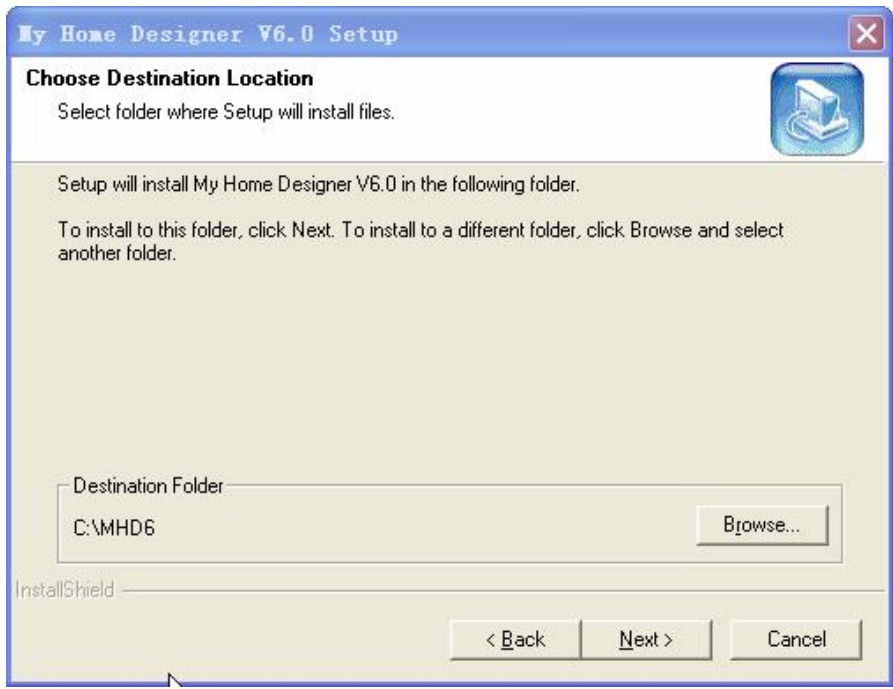 My Home Designer V6.0 Setup
Choose Destination Location
Select folder where Setup will install files.
Setup will install My Home Designer V6.0 in the following folder.
To install to this folder, click Next. To install to a different folder, click Browse and select
another folder.
Destination Folder
C:\MHD6
Browse...
InstallShield
< Back
Next >
Cancel